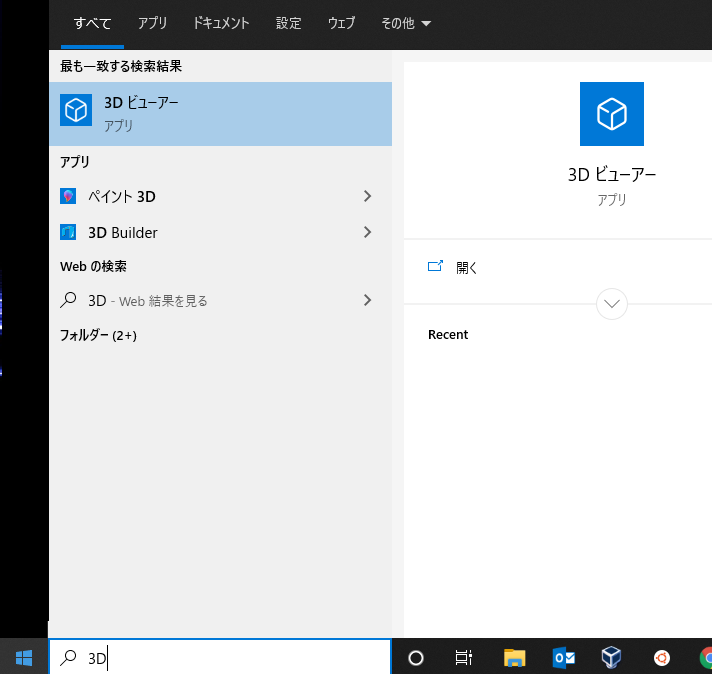 すべて アプリ ドキュメント 設定 ウェブ その他
最も一致する検索結果
3D ビューアー
アプリ
アプリ
ペイント 3D
3D Builder
Web の検索
3D - Web 結果を見る
フォルダー (2+)
3D ビューアー
アプリ
開く
Recent
3D